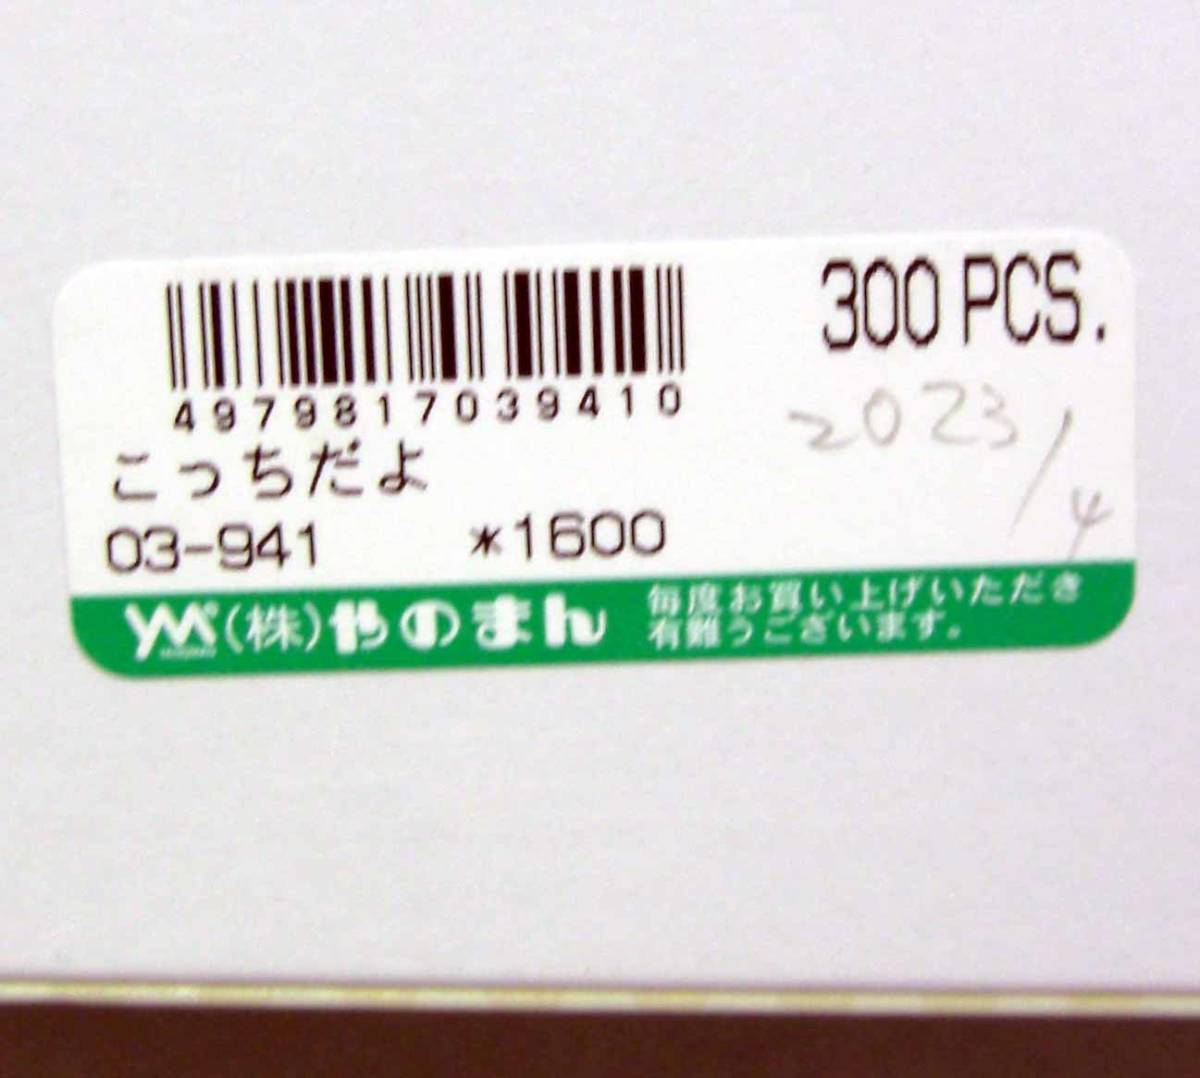 300 PCS.
4979817039410
2023/4
こっちだよ
03-941 *1600
YM (株)やのまん
毎度お買い上げいただき
有難うございます。